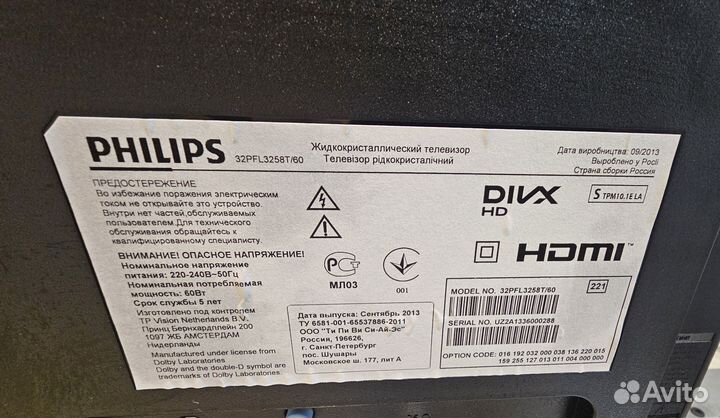 PHILIPS
32PFL3258T/60
Жидкокристаллический телевизор
Телевізор рідкокристалічний
Дата виробництва: 09/2013
Вироблено у Росії
Страна сборки Россия
ПРЕДОСТЕРЕЖЕНИЕ
Во избежание поражения электрическим
током не открывайте это устройство.
Внутри нет частей,обслуживаемых
пользователем.Для технического
обслуживания обращайтесь к
квалифицированному специалисту.
ВНИМАНИЕ! ОПАСНОЕ НАПРЯЖЕНИЕ!
Номинальное напряжение
питания: 220-240В~50Гц
Номинальная потребляемая
мощность: 60Вт
Срок службы 5 лет
Изготовлено под контролем
TP Vision Netherlands B.V.
Принц Бернхардплейн 200
1097 ЖБ АМСТЕРДАМ
Нидерланды
Manufactured under license from
Dolby Laboratories.
Dolby and the double-D symbol are
trademarks of Dolby Laboratories.
РСТ
МЛ03
001
Дата выпуска: Сентябрь 2013
ТУ 6581-001-65537886-2011
ООО "Ти Пи Ви Си-Ай-Эс"
Россия, 196626,
г. Санкт-Петербург
пос. Шушары
Московское ш. 177, лит А
DIVX
HD
S TPM10.1E LA
HDMI
MODEL NO. 32PFL3258T/60
221
SERIAL NO. UZ2A1336000288
OPTION CODE: 016 192 032 000 038 136 220 015
159 255 127 013 011 004 000 000
Avito